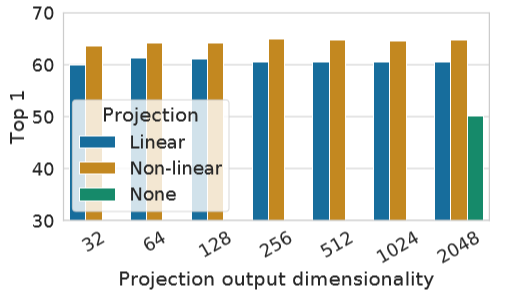 70
60
50
40
30
Top 1
Projection
Linear
Non-linear
None
32
64
128
256
512
1024
2048
Projection output dimensionality